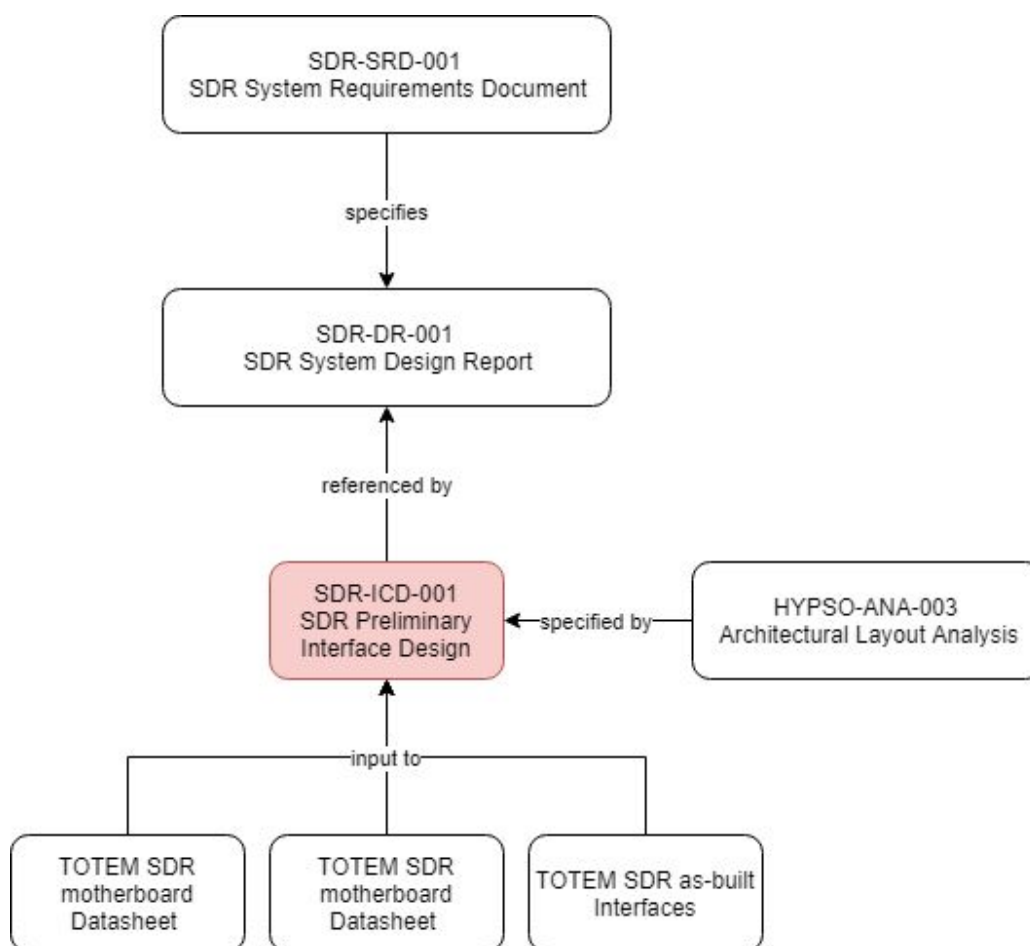 SDR-SRD-001
SDR System Requirements Document
specifies
SDR-DR-001
SDR System Design Report
referenced by
SDR-ICD-001
SDR Preliminary
Interface Design
specified by
HYPSO-ANA-003
Architectural Layout Analysis
input to
TOTEM SDR
motherboard
Datasheet
TOTEM SDR
motherboard
Datasheet
TOTEM SDR as-built
Interfaces